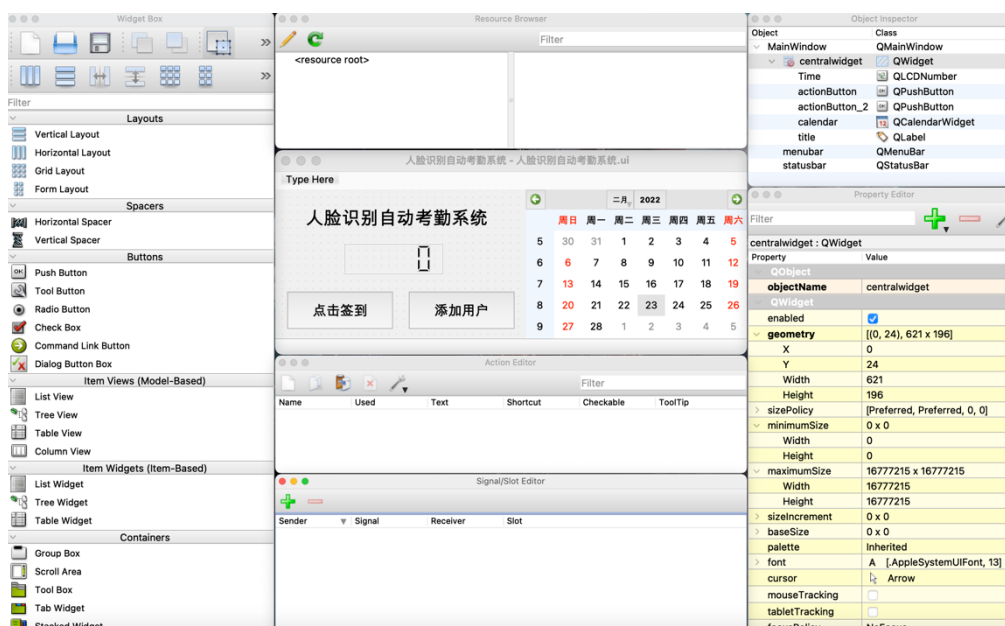 Widget Box
Filter
Layouts
Vertical Layout
Horizontal Layout
Grid Layout
Form Layout
Spacers
Horizontal Spacer
Vertical Spacer
Buttons
Push Button
Tool Button
Radio Button
Check Box
Command Link Button
Dialog Button Box
Item Views (Model-Based)
List View
Tree View
Table View
Column View
Item Widgets (Item-Based)
List Widget
Tree Widget
Table Widget
Containers
Group Box
Scroll Area
Tool Box
Tab Widget
Stacked Widget
Resource Browser
Filter
<resource root>
人脸识别自动考勤系统 - 人脸识别自动考勤系统.ui
Type Here
人脸识别自动考勤系统
0
点击签到 添加用户
二月, 2022
周日 周一 周二 周三 周四 周五 周六
5 30 31 1 2 3 4 5
6 6 7 8 9 10 11 12
7 13 14 15 16 17 18 19
8 20 21 22 23 24 25 26
9 27 28 1 2 3 4 5
Action Editor
Filter
Name Used Text Shortcut Checkable ToolTip
Signal/Slot Editor
Sender Signal Receiver Slot
Object Inspector
Object Class
MainWindow QMainWindow
centralwidget QWidget
Time QLCDNumber
actionButton QPushButton
actionButton_2 QPushButton
calendar QCalendarWidget
title QLabel
menubar QMenuBar
statusbar QStatusBar
Property Editor
Filter
centralwidget : QWidget
Property Value
QObject
objectName centralwidget
QWidget
enabled
geometry [(0, 24), 621 x 196]
X 0
Y 24
Width 621
Height 196
sizePolicy [Preferred, Preferred, 0, 0]
minimumSize 0 x 0
Width 0
Height 0
maximumSize 16777215 x 16777215
Width 16777215
Height 16777215
sizeIncrement 0 x 0
baseSize 0 x 0
palette Inherited
font A [.AppleSystemUIFont, 13]
cursor Arrow
mouseTracking
tabletTracking
focusPolicy NoFocus